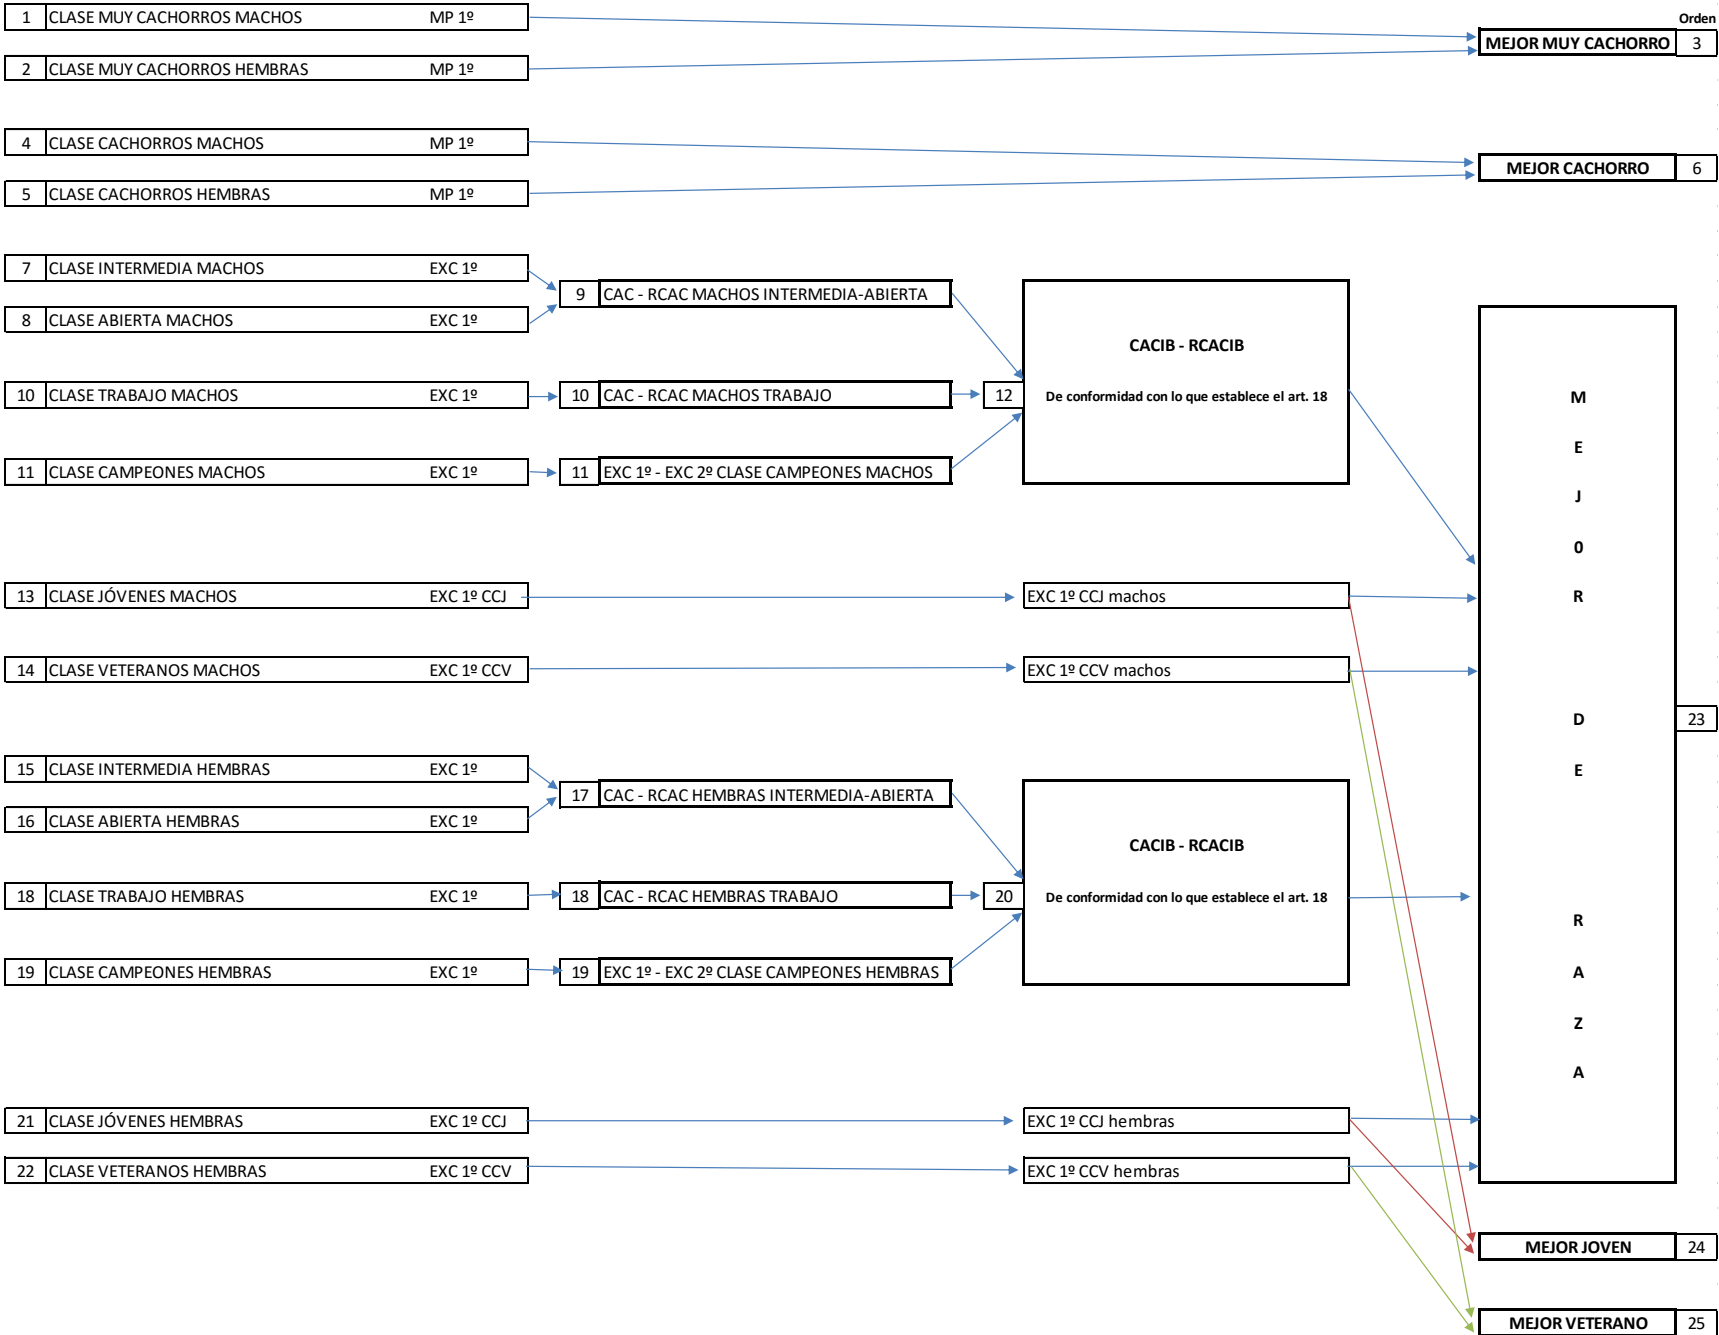 Orden
1 CLASE MUY CACHORROS MACHOS MP 1º
MEJOR MUY CACHORRO 3
2 CLASE MUY CACHORROS HEMBRAS MP 1º
4 CLASE CACHORROS MACHOS MP 1º
MEJOR CACHORRO 6
5 CLASE CACHORROS HEMBRAS MP 1º
7 CLASE INTERMEDIA MACHOS EXC 1º
9 CAC - RCAC MACHOS INTERMEDIA-ABIERTA
8 CLASE ABIERTA MACHOS EXC 1º
CACIB - RCACIB
10 CLASE TRABAJO MACHOS EXC 1º 10 CAC - RCAC MACHOS TRABAJO 12 De conformidad con lo que establece el art. 18 M
E
11 CLASE CAMPEONES MACHOS EXC 1º 11 EXC 1º - EXC 2º CLASE CAMPEONES MACHOS
J
0
13 CLASE JÓVENES MACHOS EXC 1º CCJ EXC 1º CCJ machos R
14 CLASE VETERANOS MACHOS EXC 1º CCV EXC 1º CCV machos
D 23
15 CLASE INTERMEDIA HEMBRAS EXC 1º E
17 CAC - RCAC HEMBRAS INTERMEDIA-ABIERTA
16 CLASE ABIERTA HEMBRAS EXC 1º
CACIB - RCACIB
18 CLASE TRABAJO HEMBRAS EXC 1º 18 CAC - RCAC HEMBRAS TRABAJO 20 De conformidad con lo que establece el art. 18
R
19 CLASE CAMPEONES HEMBRAS EXC 1º 19 EXC 1º - EXC 2º CLASE CAMPEONES HEMBRAS A
Z
A
21 CLASE JÓVENES HEMBRAS EXC 1º CCJ EXC 1º CCJ hembras
22 CLASE VETERANOS HEMBRAS EXC 1º CCV EXC 1º CCV hembras
MEJOR JOVEN 24
MEJOR VETERANO 25